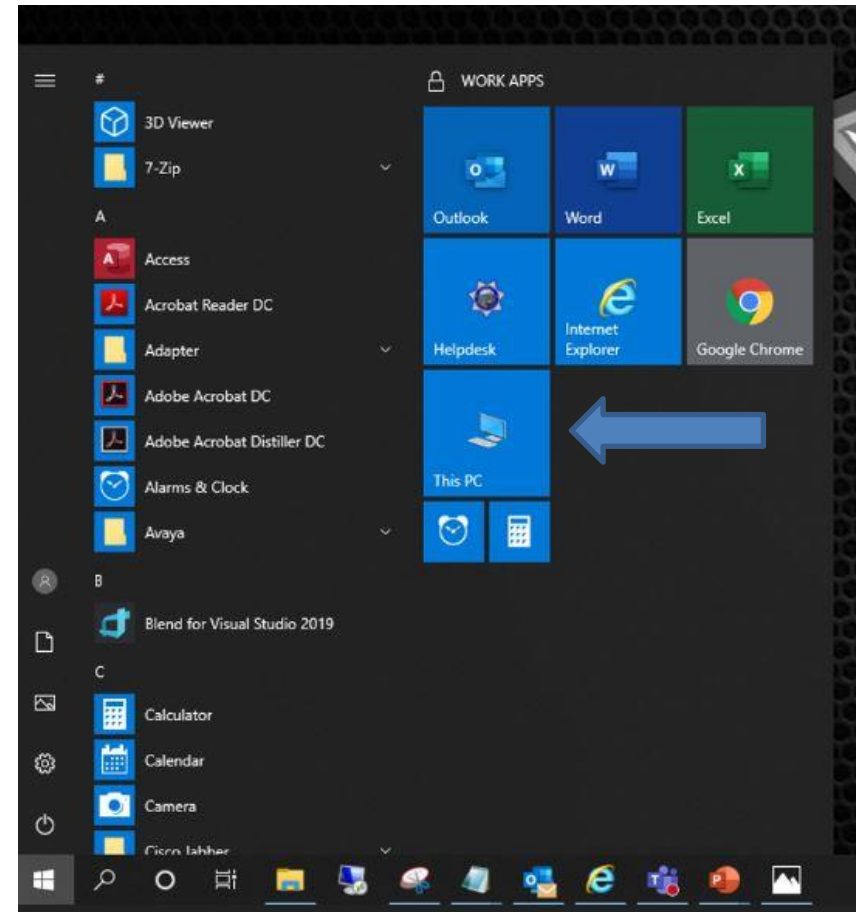 #
3D Viewer
7-Zip
A
Access
Acrobat Reader DC
Adapter
Adobe Acrobat DC
Adobe Acrobat Distiller DC
Alarms & Clock
Avaya
B
Blend for Visual Studio 2019
C
Calculator
Calendar
Camera
Cisco Jabber
WORK APPS
Outlook
Word
Excel
Helpdesk
Internet
Explorer
Google Chrome
This PC